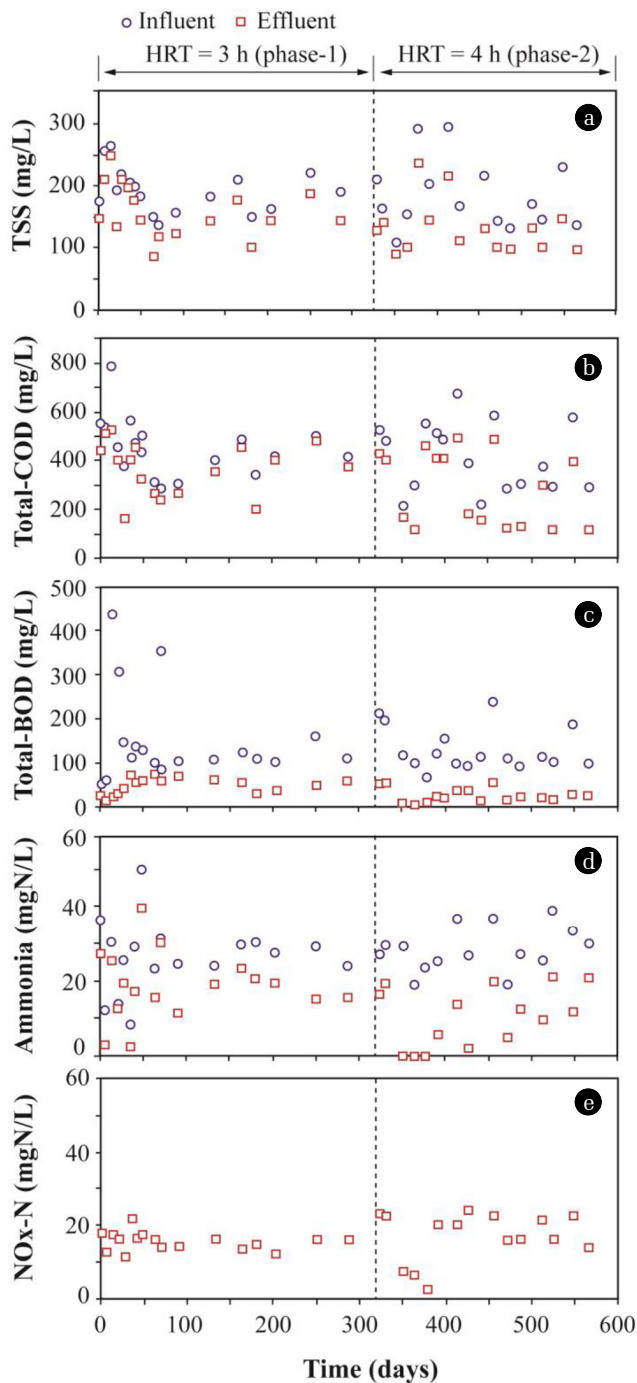 Influent Effluent
HRT = 3 h (phase-1) HRT = 4 h (phase-2)
a
TSS (mg/L)
300
200
100
0
b
Total-COD (mg/L)
800
600
400
200
0
c
Total-BOD (mg/L)
500
400
300
200
100
0
d
Ammonia (mgN/L)
60
40
20
0
e
NOx-N (mgN/L)
60
40
20
0
0 100 200 300 400 500 600
Time (days)